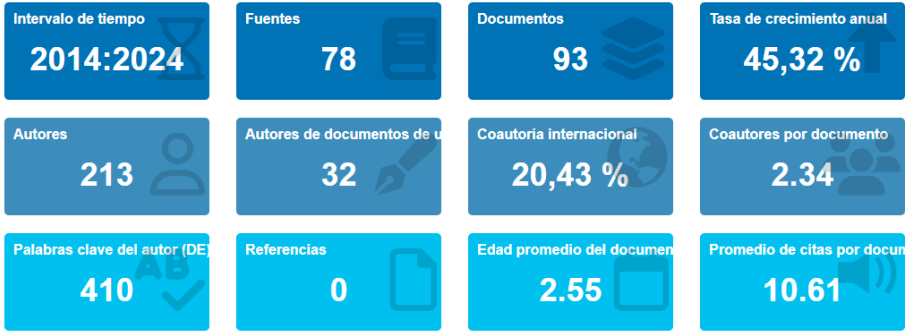 Intervalo de tiempo
2014:2024
Fuentes
78
Documentos
93
Tasa de crecimiento anual
45,32 %
Autores
213
Autores de documentos de u
32
Coautoría internacional
20,43 %
Coautores por documento
2.34
Palabras clave del autor (DE)
410
AB
Referencias
0
Edad promedio del documen
2.55
Promedio de citas por docum
10.61